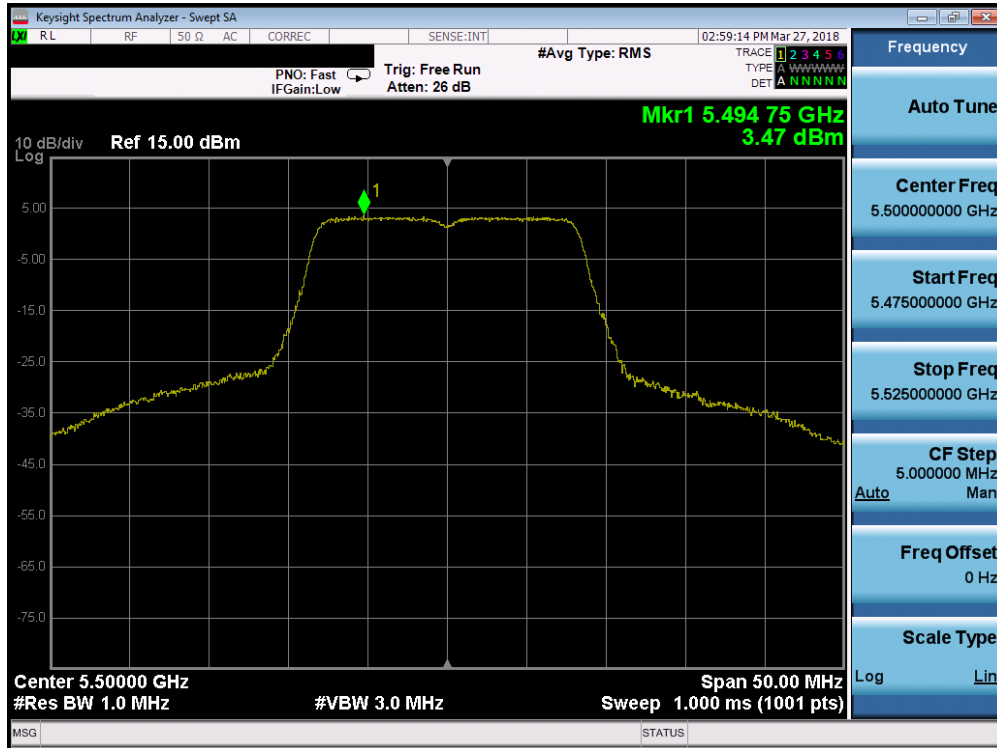 Keysight Spectrum Analyzer - Swept SA
LXI RL RF 50 Ω AC CORREC SENSE:INT 02:59:14 PM Mar 27, 2018
#Avg Type: RMS TRACE 1 2 3 4 5 6
PNO: Fast Trig: Free Run TYPE A WWWWW
IFGain:Low Atten: 26 dB DET A N N N N N
Mkr1 5.494 75 GHz
3.47 dBm
10 dB/div Ref 15.00 dBm
Log
1
5.00
-5.00
-15.0
-25.0
-35.0
-45.0
-55.0
-65.0
-75.0
Center 5.50000 GHz Span 50.00 MHz
#Res BW 1.0 MHz #VBW 3.0 MHz Sweep 1.000 ms (1001 pts)
MSG STATUS
Frequency
Auto Tune
Center Freq
5.500000000 GHz
Start Freq
5.475000000 GHz
Stop Freq
5.525000000 GHz
CF Step
5.000000 MHz
Auto Man
Freq Offset
0 Hz
Scale Type
Log Lin